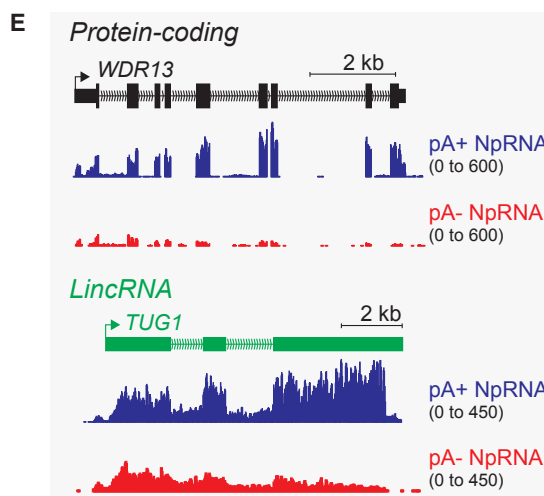 E
Protein-coding
WDR13
2 kb
pA+ NpRNA
(0 to 600)
pA- NpRNA
(0 to 600)
LincRNA
TUG1
2 kb
pA+ NpRNA
(0 to 450)
pA- NpRNA
(0 to 450)